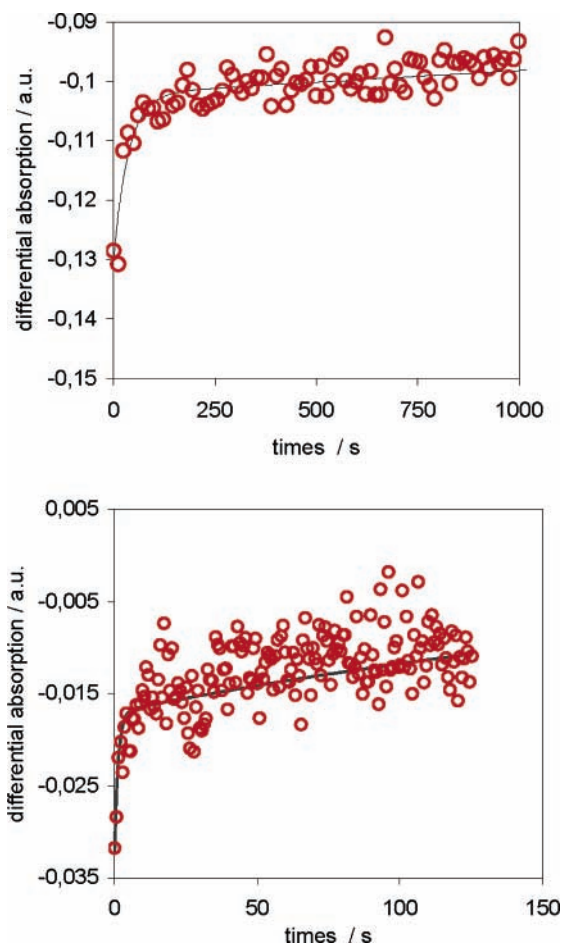 -0,09
-0,1
-0,11
-0,12
-0,13
-0,14
-0,15
differential absorption / a.u.
0 250 500 750 1000
times / s
0,005
-0,005
-0,015
-0,025
-0,035
differential absorption / a.u.
0 50 100 150
times / s